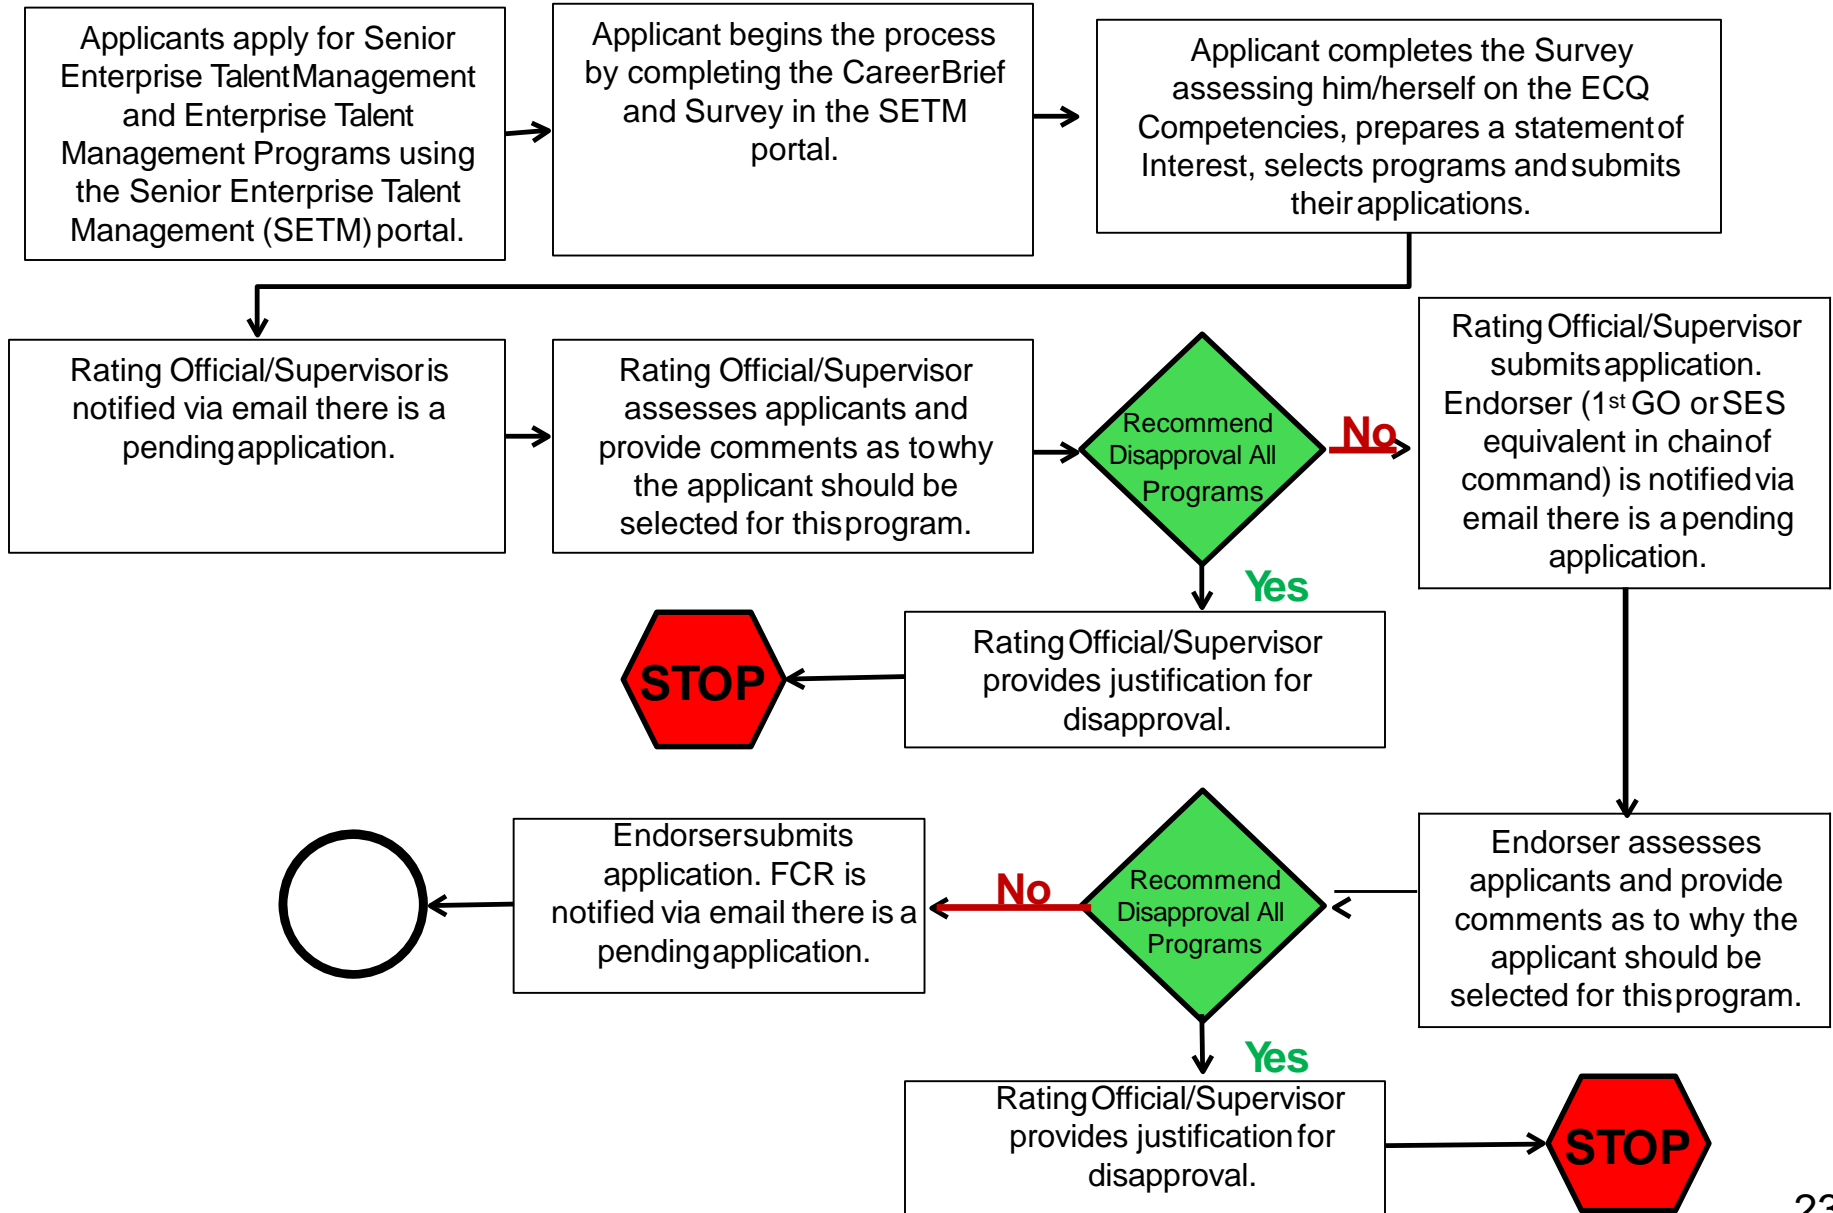 Applicants apply for Senior
Enterprise TalentManagement
and Enterprise Talent
Management Programs using
the Senior Enterprise Talent
Management (SETM) portal.
Applicant begins the process
by completing the CareerBrief
and Survey in the SETM
portal.
Applicant completes the Survey
assessing him/herself on the ECQ
Competencies, prepares a statement of
Interest, selects programs and submits
their applications.
Rating Official/Supervisor is
notified via email there is a
pending application.
Rating Official/Supervisor
assesses applicants and
provide comments as to why
the applicant should be
selected for this program.
Recommend
Disapproval All
Programs
No
Rating Official/Supervisor
submits application.
Endorser (1st GO or SES
equivalent in chain of
command) is notified via
email there is a pending
application.
Yes
Rating Official/Supervisor
provides justification for
disapproval.
STOP
Endorser assesses
applicants and provide
comments as to why the
applicant should be
selected for this program.
Recommend
Disapproval All
Programs
No
Endorser submits
application. FCR is
notified via email there is a
pending application.
Yes
Rating Official/Supervisor
provides justification for
disapproval.
STOP
23